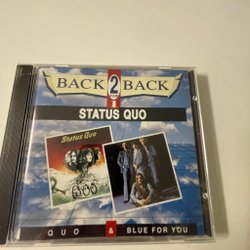 BACK 2 BACK
STATUS QUO
Status Quo
QUO & BLUE FOR YOU